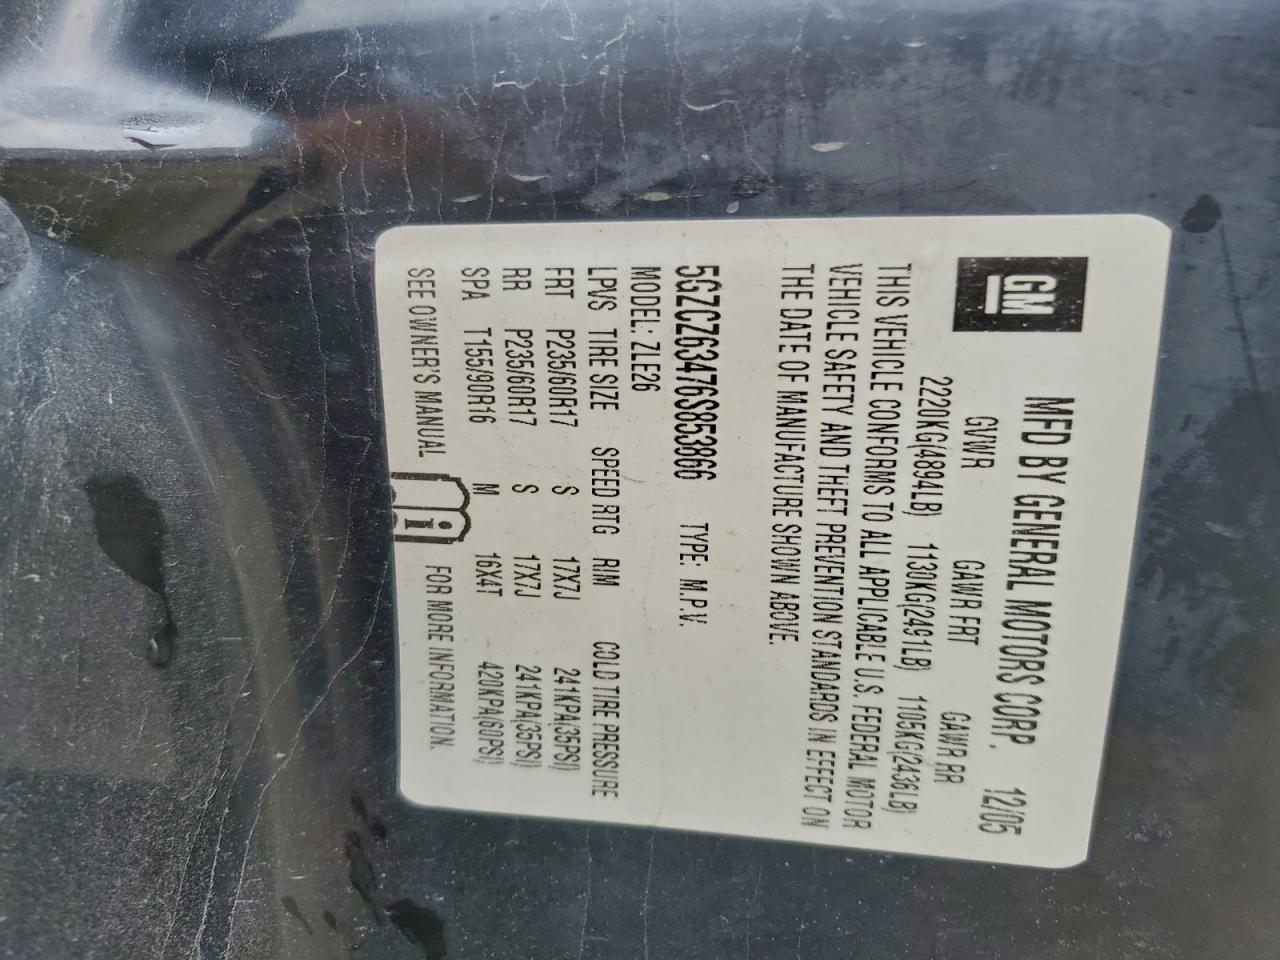 GM MFD BY GENERAL MOTORS CORP. 12/05
GVWR GAWR FRT GAWR RR
2220KG(4894LB) 1130KG(2491LB) 1105KG(2436LB)
THIS VEHICLE CONFORMS TO ALL APPLICABLE U.S. FEDERAL MOTOR
VEHICLE SAFETY AND THEFT PREVENTION STANDARDS IN EFFECT ON
THE DATE OF MANUFACTURE SHOWN ABOVE.
5GZCZ63476S853866 TYPE: M.P.V.
MODEL: ZLE26
LPVS TIRE SIZE SPEED RTG RIM COLD TIRE PRESSURE
FRT P235/60R17 S 17X7J 241KPA(35PSI)
RR P235/60R17 S 17X7J 241KPA(35PSI)
SPA T155/90R16 M 16X4T 420KPA(60PSI)
SEE OWNER'S MANUAL i FOR MORE INFORMATION.